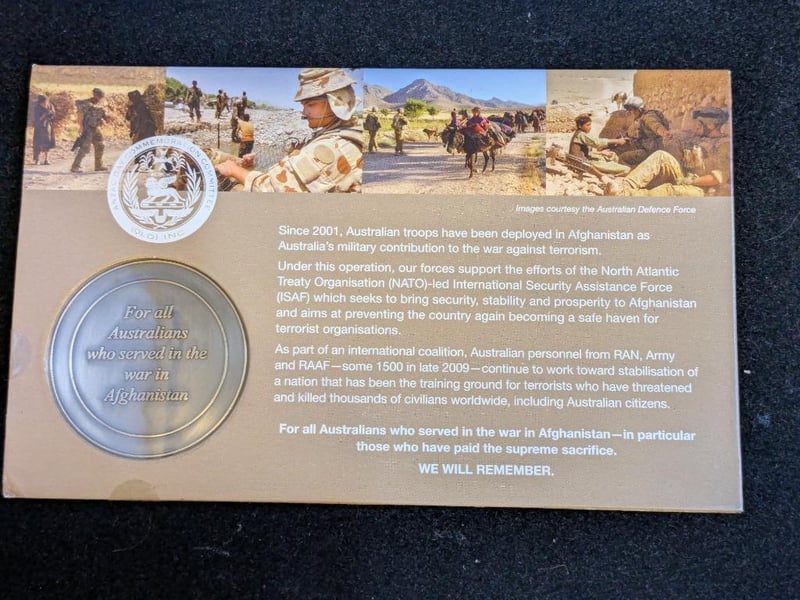 ANZAC DAY COMMEMORATION COMMITTEE
(QLD) INC
Images courtesy the Australian Defence Force
Since 2001, Australian troops have been deployed in Afghanistan as
Australia's military contribution to the war against terrorism.
Under this operation, our forces support the efforts of the North Atlantic
Treaty Organisation (NATO)-led International Security Assistance Force
(ISAF) which seeks to bring security, stability and prosperity to Afghanistan
and aims at preventing the country again becoming a safe haven for
terrorist organisations.
As part of an international coalition, Australian personnel from RAN, Army
and RAAF—some 1500 in late 2009—continue to work toward stabilisation of
a nation that has been the training ground for terrorists who have threatened
and killed thousands of civilians worldwide, including Australian citizens.
For all Australians who served in the war in Afghanistan—in particular
those who have paid the supreme sacrifice.
WE WILL REMEMBER.
For all
Australians
who served in the
war in
Afghanistan